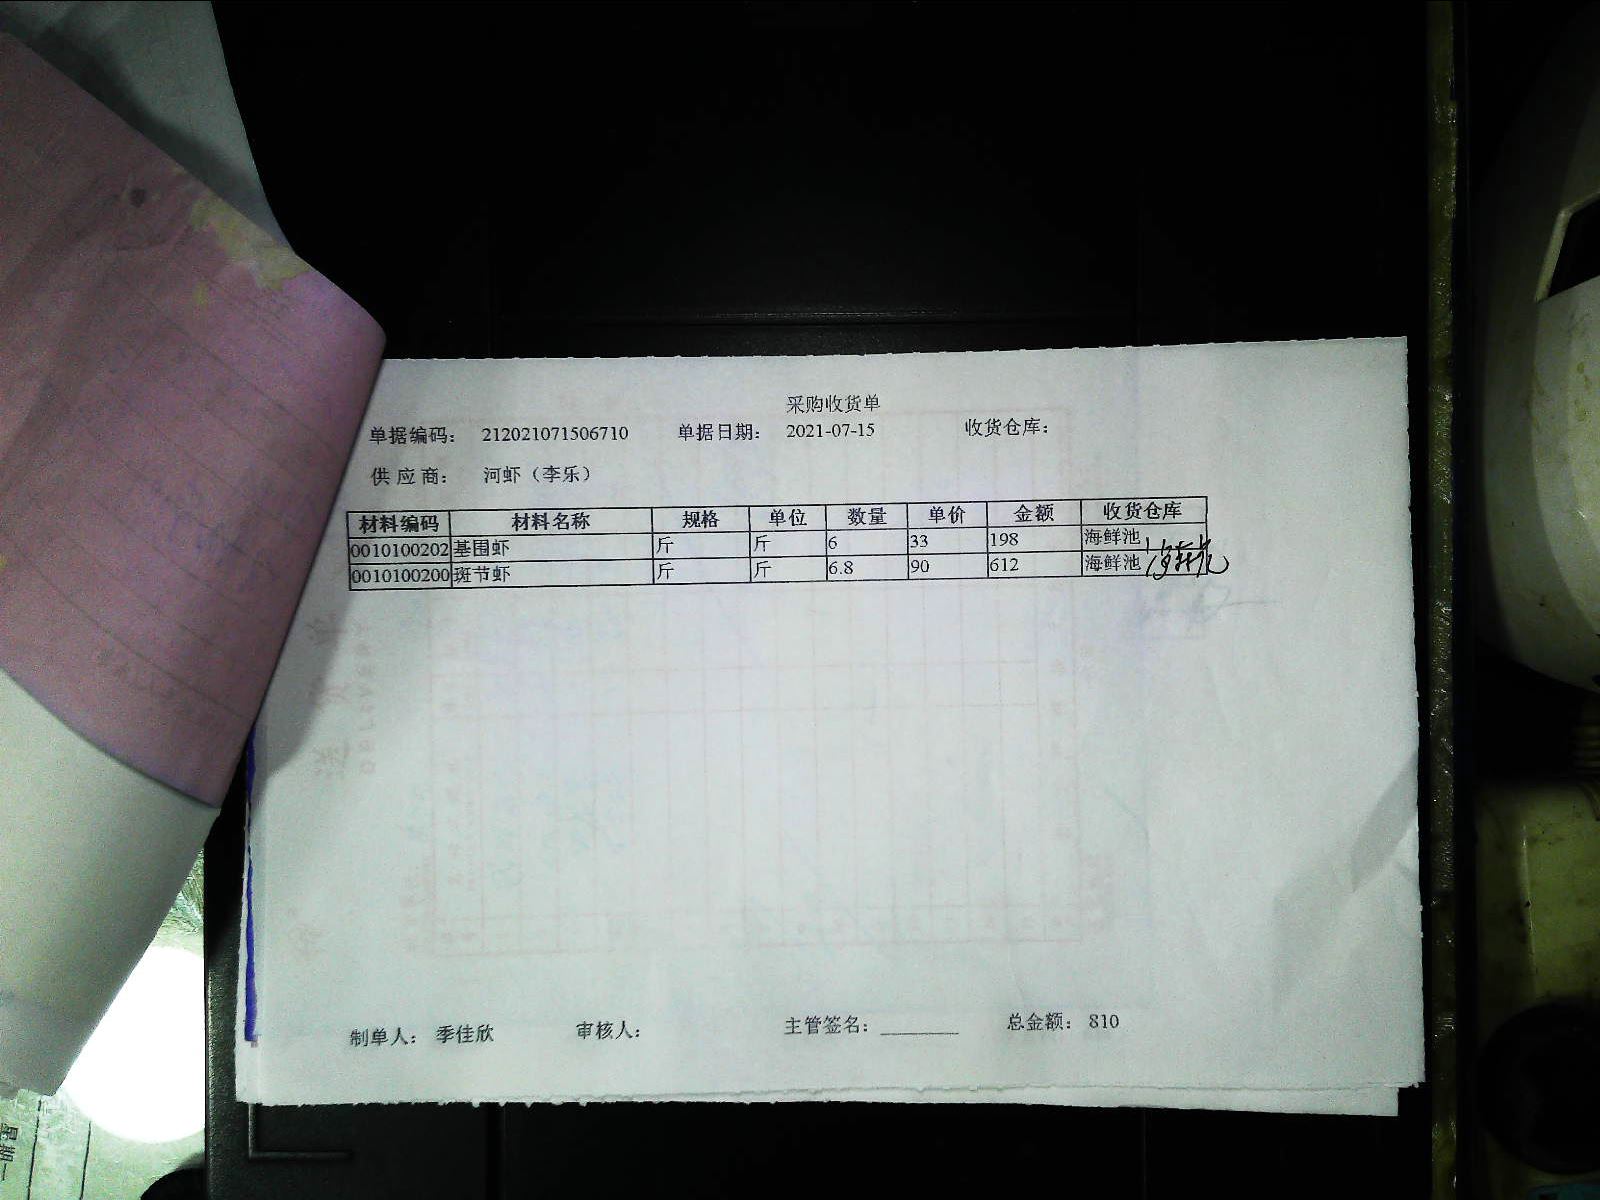 采购收货单
单据编码: 212021071506710 单据日期: 2021-07-15 收货仓库:
供 应 商: 河虾（李乐）
材料编码 材料名称 规格 单位 数量 单价 金额 收货仓库
0010100202 基围虾 斤 斤 6 33 198 海鲜池
0010100200 斑节虾 斤 斤 6.8 90 612 海鲜池
制单人: 季佳欣 审核人: 主管签名: ________ 总金额: 810